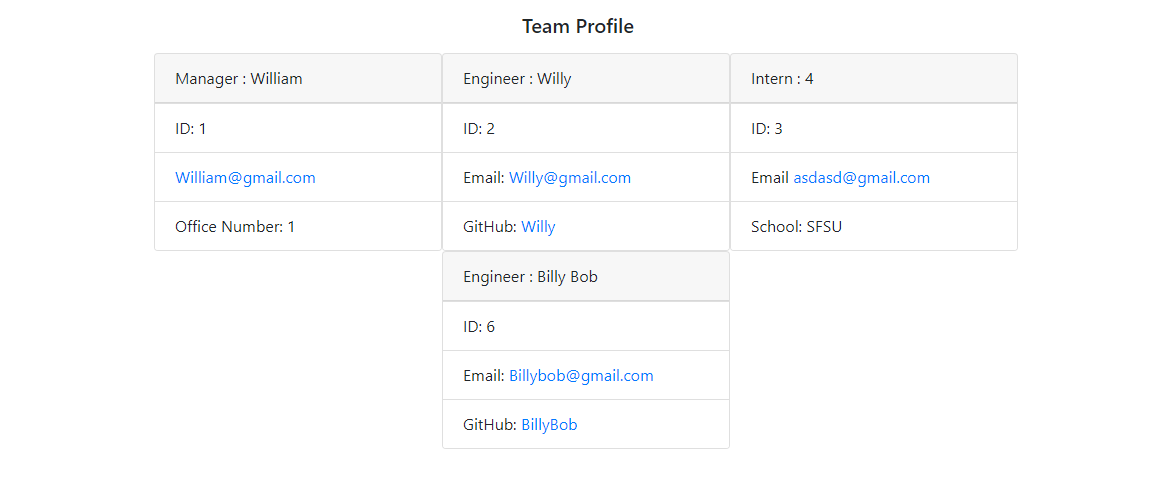 Team Profile
Manager : William
ID: 1
William@gmail.com
Office Number: 1
Engineer : Willy
ID: 2
Email: Willy@gmail.com
GitHub: Willy
Engineer : Billy Bob
ID: 6
Email: Billybob@gmail.com
GitHub: BillyBob
Intern : 4
ID: 3
Email asdasd@gmail.com
School: SFSU